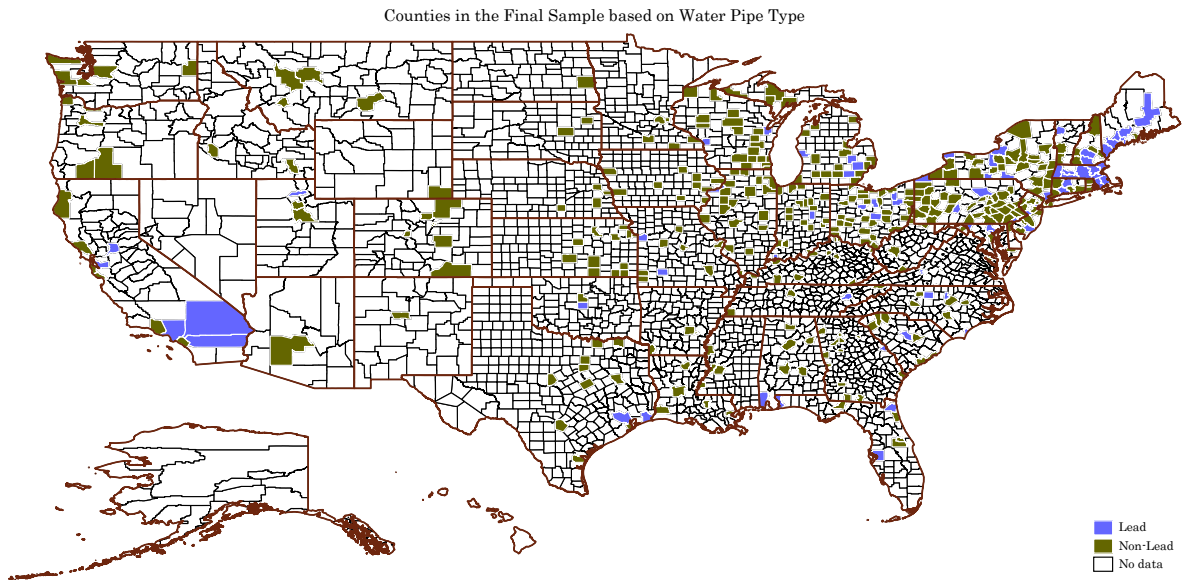 Counties in the Final Sample based on Water Pipe Type
Lead
Non-Lead
No data